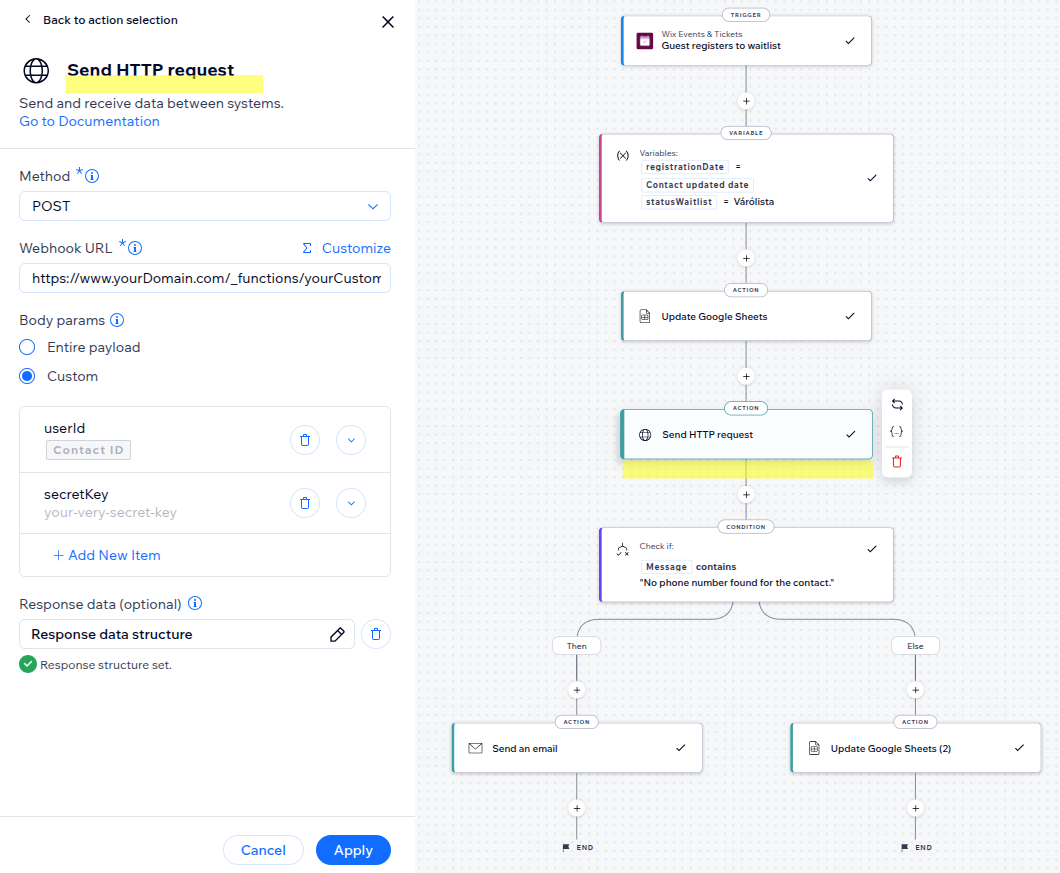 Back to action selection
Send HTTP request
Send and receive data between systems.
Go to Documentation
Method *
POST
Webhook URL *
Σ Customize
https://www.yourDomain.com/_functions/yourCustom
Body params
Entire payload
Custom
userId
Contact ID
secretKey
your-very-secret-key
+ Add New Item
Response data (optional)
Response data structure
Response structure set.
Cancel
Apply
TRIGGER
Wix Events & Tickets
Guest registers to waitlist
VARIABLE
(x) Variables:
registrationDate =
Contact updated date
statusWaitlist = Várólista
ACTION
Update Google Sheets
ACTION
Send HTTP request
{..}
CONDITION
Check if:
Message contains
"No phone number found for the contact."
Then
Else
ACTION
Send an email
ACTION
Update Google Sheets (2)
END
END